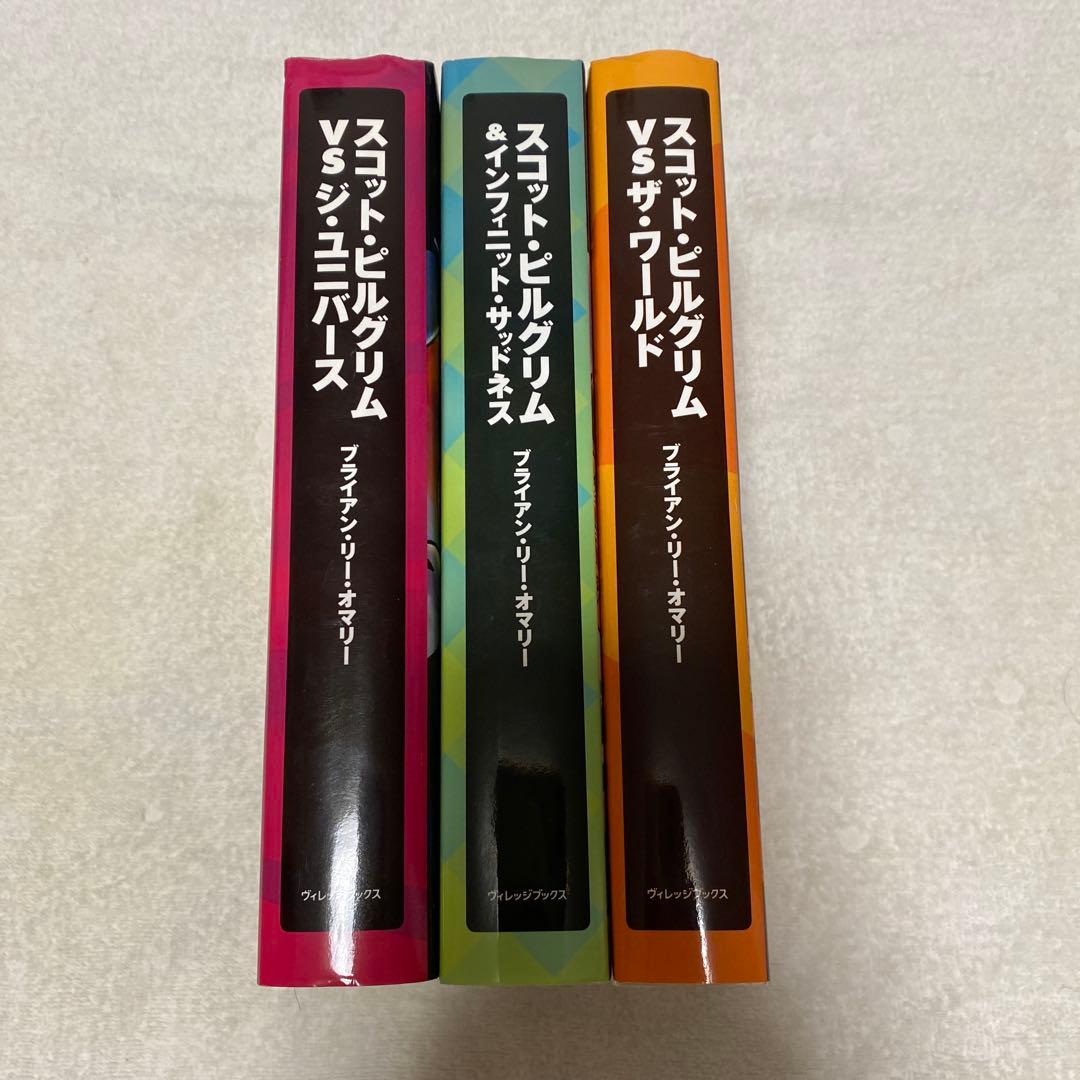 スコット・ピルグリム
VS ジ・ユニバース
ブライアン・リー・オマリー
ヴィレッジブックス
スコット・ピルグリム
& インフィニット・サッドネス
ブライアン・リー・オマリー
ヴィレッジブックス
スコット・ピルグリム
VS ザ・ワールド
ブライアン・リー・オマリー
ヴィレッジブックス